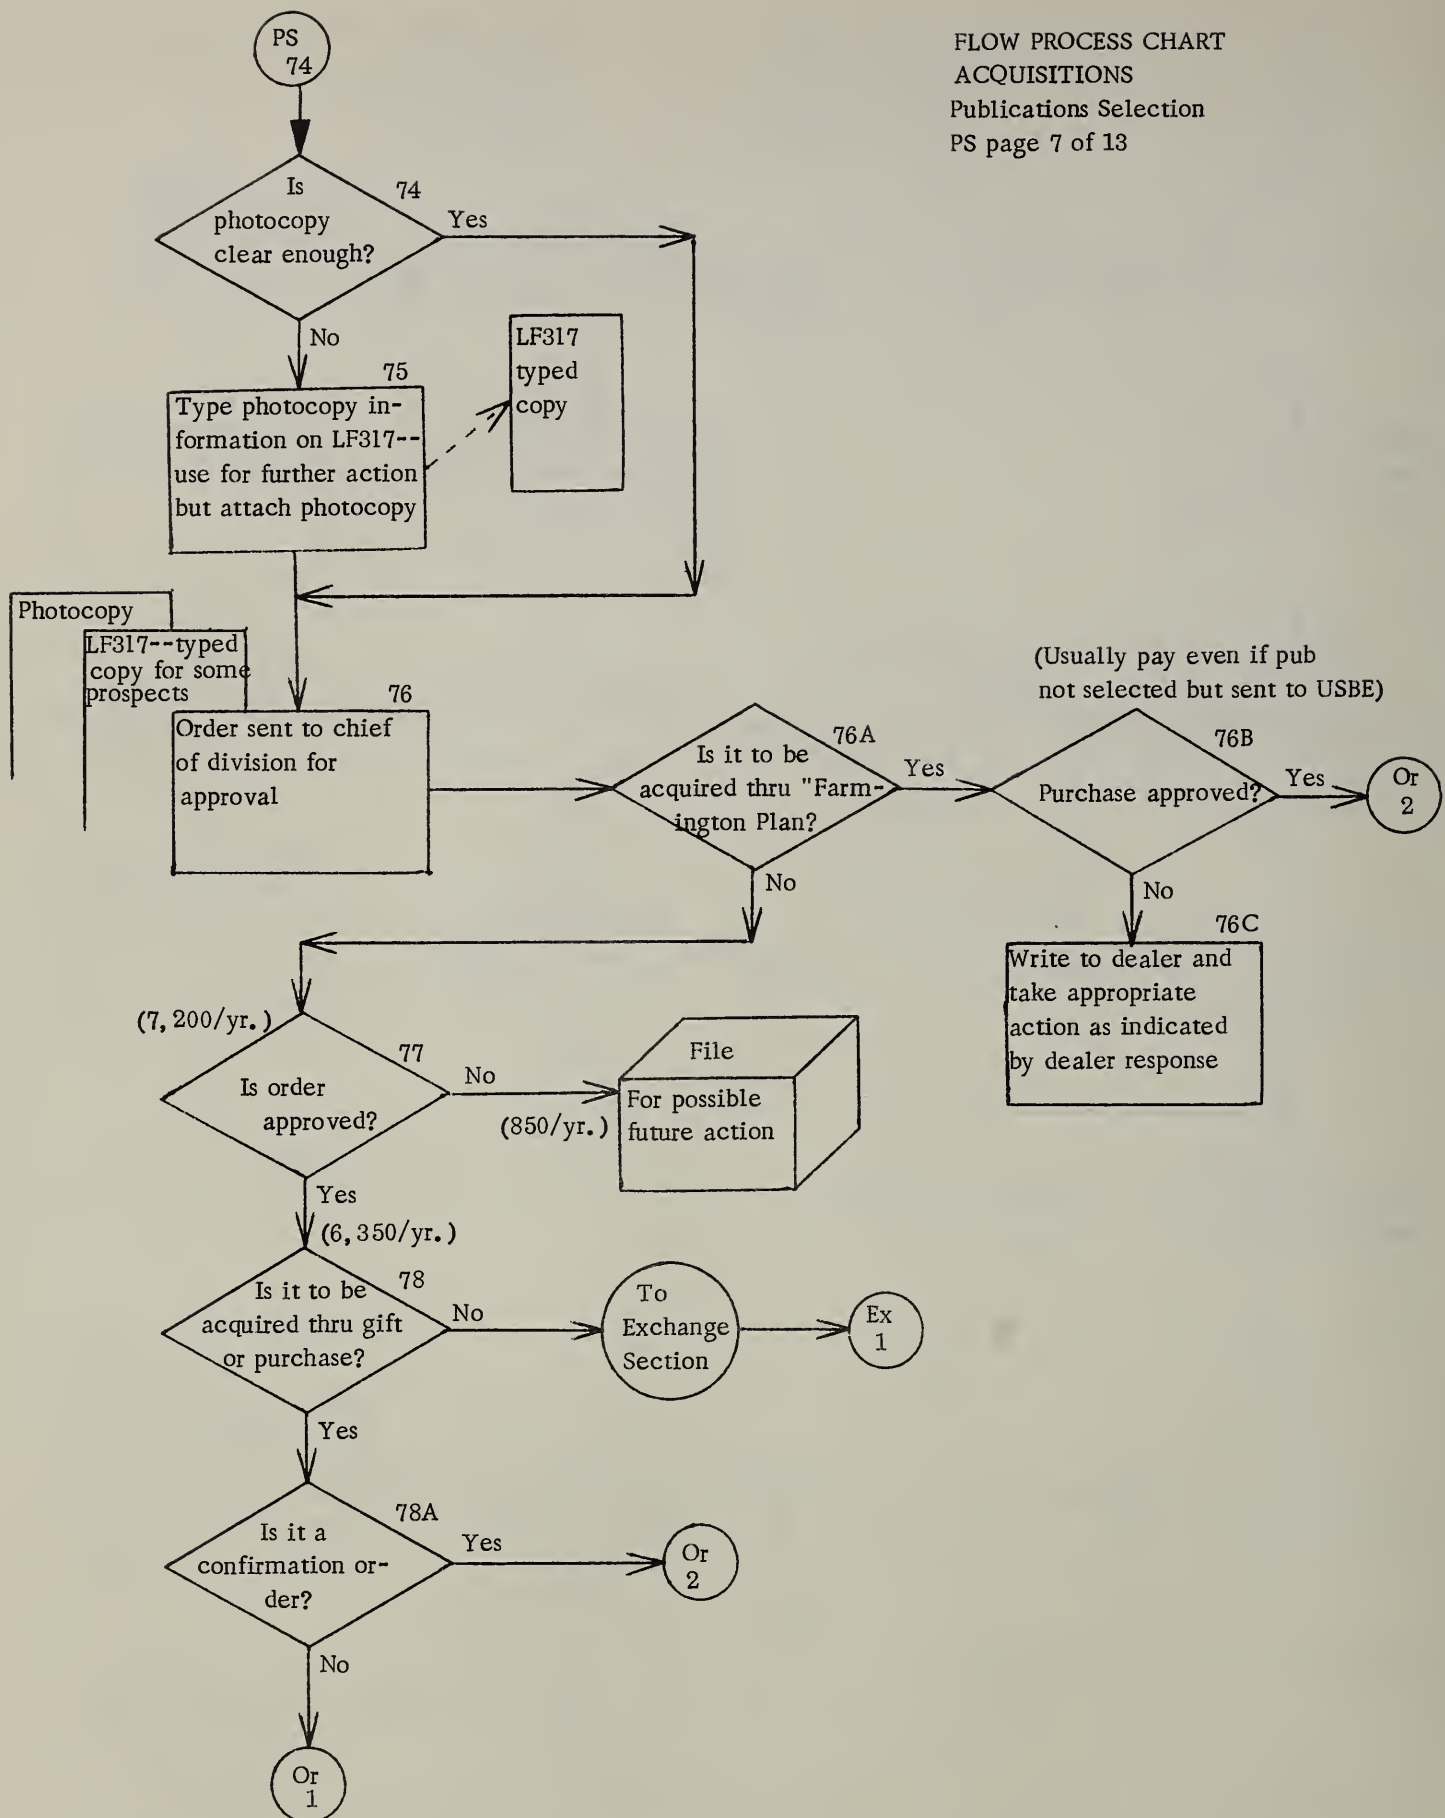 PS
74
FLOW PROCESS CHART
ACQUISITIONS
Publications Selection
PS page 7 of 13
Is
photocopy
clear enough?
74
Yes
No
LF317
typed
copy
75
Type photocopy in-
formation on LF317--
use for further action
but attach photocopy
Photocopy
LF317--typed
copy for some
prospects
76
Order sent to chief
of division for
approval
76A
Is it to be
acquired thru "Farm-
ington Plan?
Yes
No
(Usually pay even if pub
not selected but sent to USBE)
76B
Purchase approved?
Yes
Or
2
No
76C
Write to dealer and
take appropriate
action as indicated
by dealer response
(7,200/yr.)
77
Is order
approved?
No
(850/yr.)
File
For possible
future action
Yes
(6,350/yr.)
78
Is it to be
acquired thru gift
or purchase?
No
To
Exchange
Section
Ex
1
Yes
78A
Is it a
confirmation or-
der?
Yes
Or
2
No
Or
1